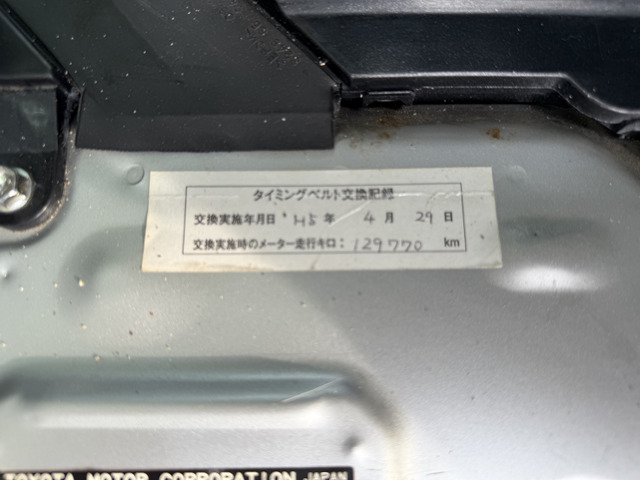 タイミングベルト交換記録
交換実施年月日 H5 年 4 月 29 日
交換実施時のメーター走行キロ: 129770 km
TOYOTA MOTOR CORPORATION JAPAN